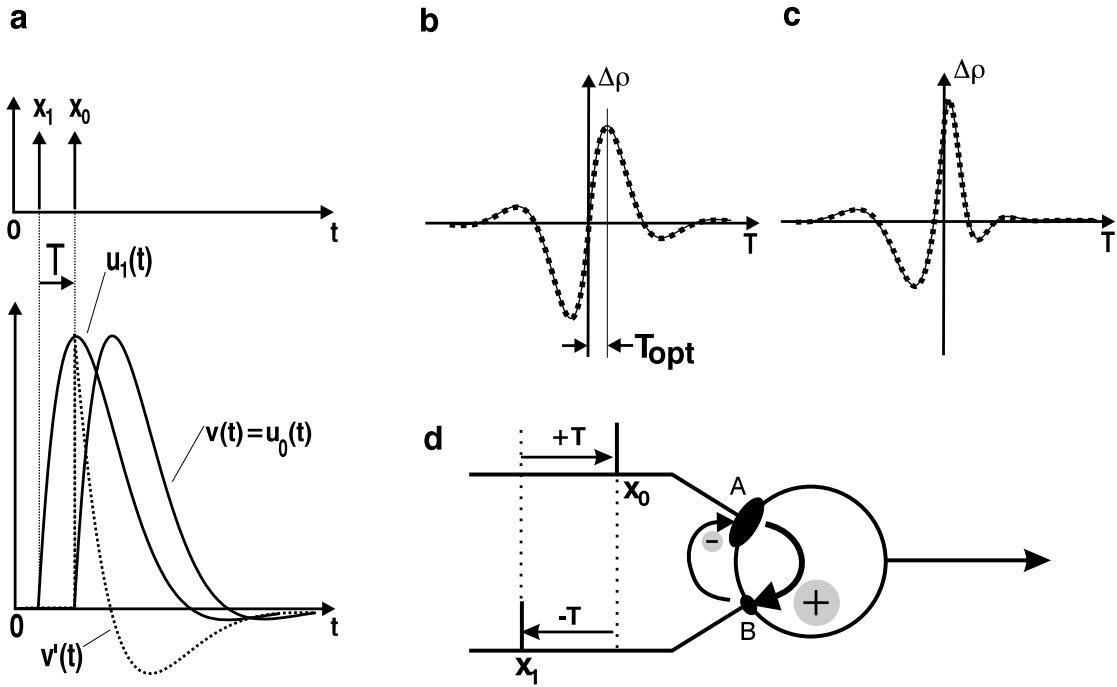 a
x1
x0
0
t
T
u1(t)
v(t)=u0(t)
0
t
v'(t)
b
Δρ
T
Topt
c
Δρ
T
d
+T
x0
A
-
+
B
-T
x1